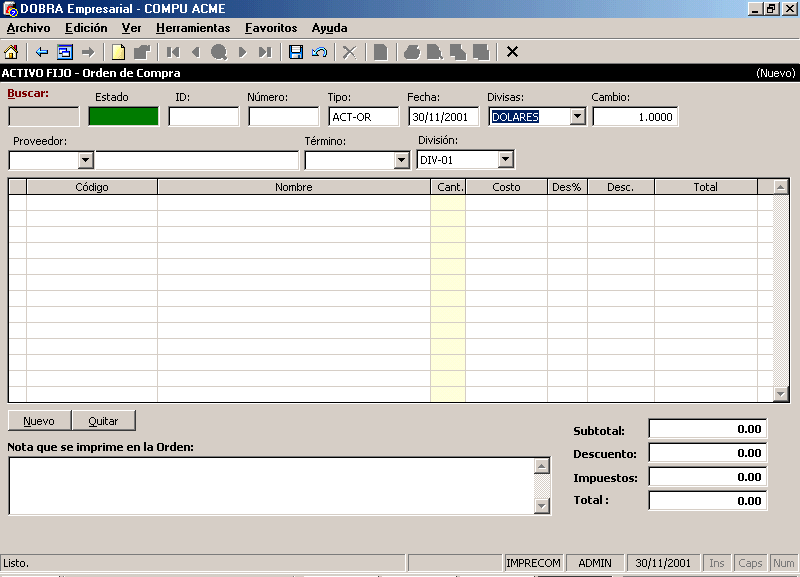 DOBRA Empresarial - COMPU ACME
Archivo Edición Ver Herramientas Favoritos Ayuda
ACTIVO FIJO - Orden de Compra (Nuevo)
Buscar: Estado ID: Número: Tipo: Fecha: Divisas: Cambio:
ACT-OR 30/11/2001 DOLARES 1.0000
Proveedor: Término: División:
DIV-01
Código Nombre Cant. Costo Des% Desc. Total
Nuevo Quitar
Subtotal: 0.00
Nota que se imprime en la Orden:
Descuento: 0.00
Impuestos: 0.00
Total : 0.00
Listo. IMPRECOM ADMIN 30/11/2001 Ins Caps Num